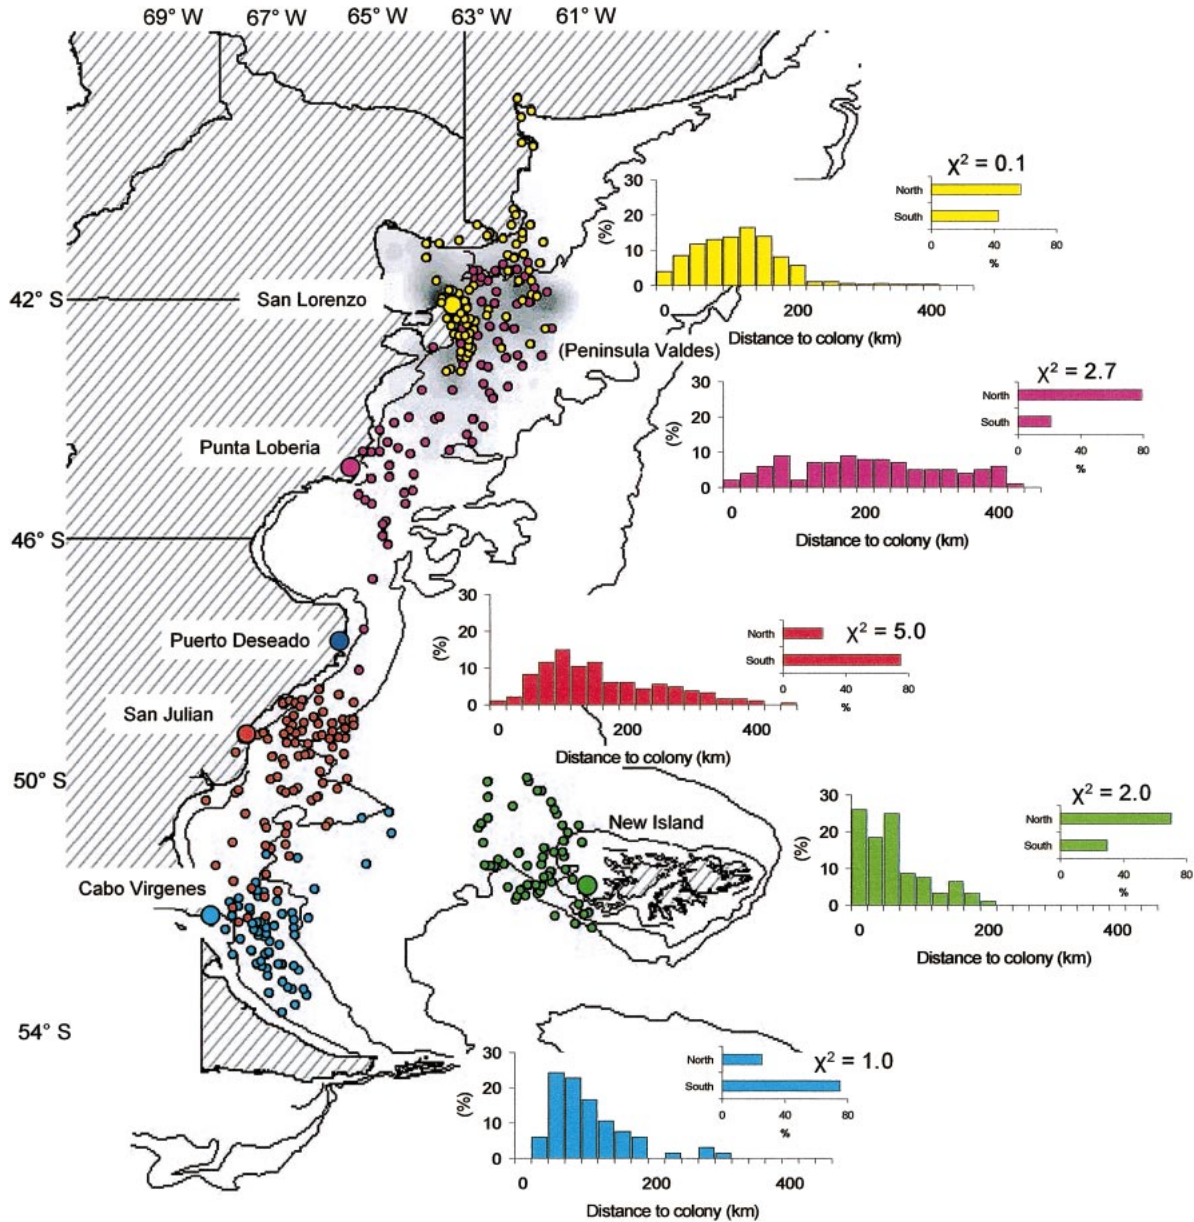 69° W 67° W 65° W 63° W 61° W
χ² = 0.1
30
20
10
0
(%)
North
South
0 40 80
%
42° S
San Lorenzo
0 200 400
Distance to colony (km)
(Peninsula Valdes)
χ² = 2.7
30
20
10
0
(%)
North
South
0 40 80
%
Punta Loberia
0 200 400
Distance to colony (km)
46° S
30
20
10
0
(%)
North
South
χ² = 5.0
0 40 80
%
Puerto Deseado
San Julian
0 200 400
Distance to colony (km)
50° S
χ² = 2.0
30
20
10
0
(%)
North
South
0 40 80
%
New Island
Cabo Virgenes
0 200 400
Distance to colony (km)
54° S
30
20
10
0
(%)
North
South
χ² = 1.0
0 40 80
%
0 200 400
Distance to colony (km)